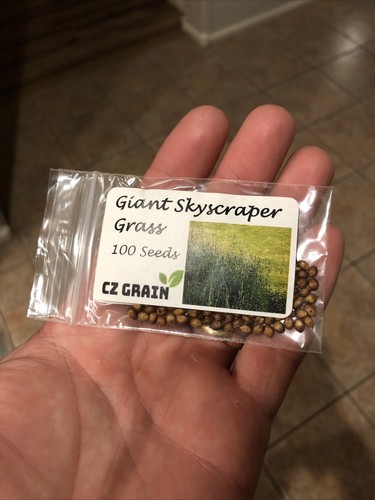 Giant Skyscraper
Grass
100 Seeds
CZ GRAIN